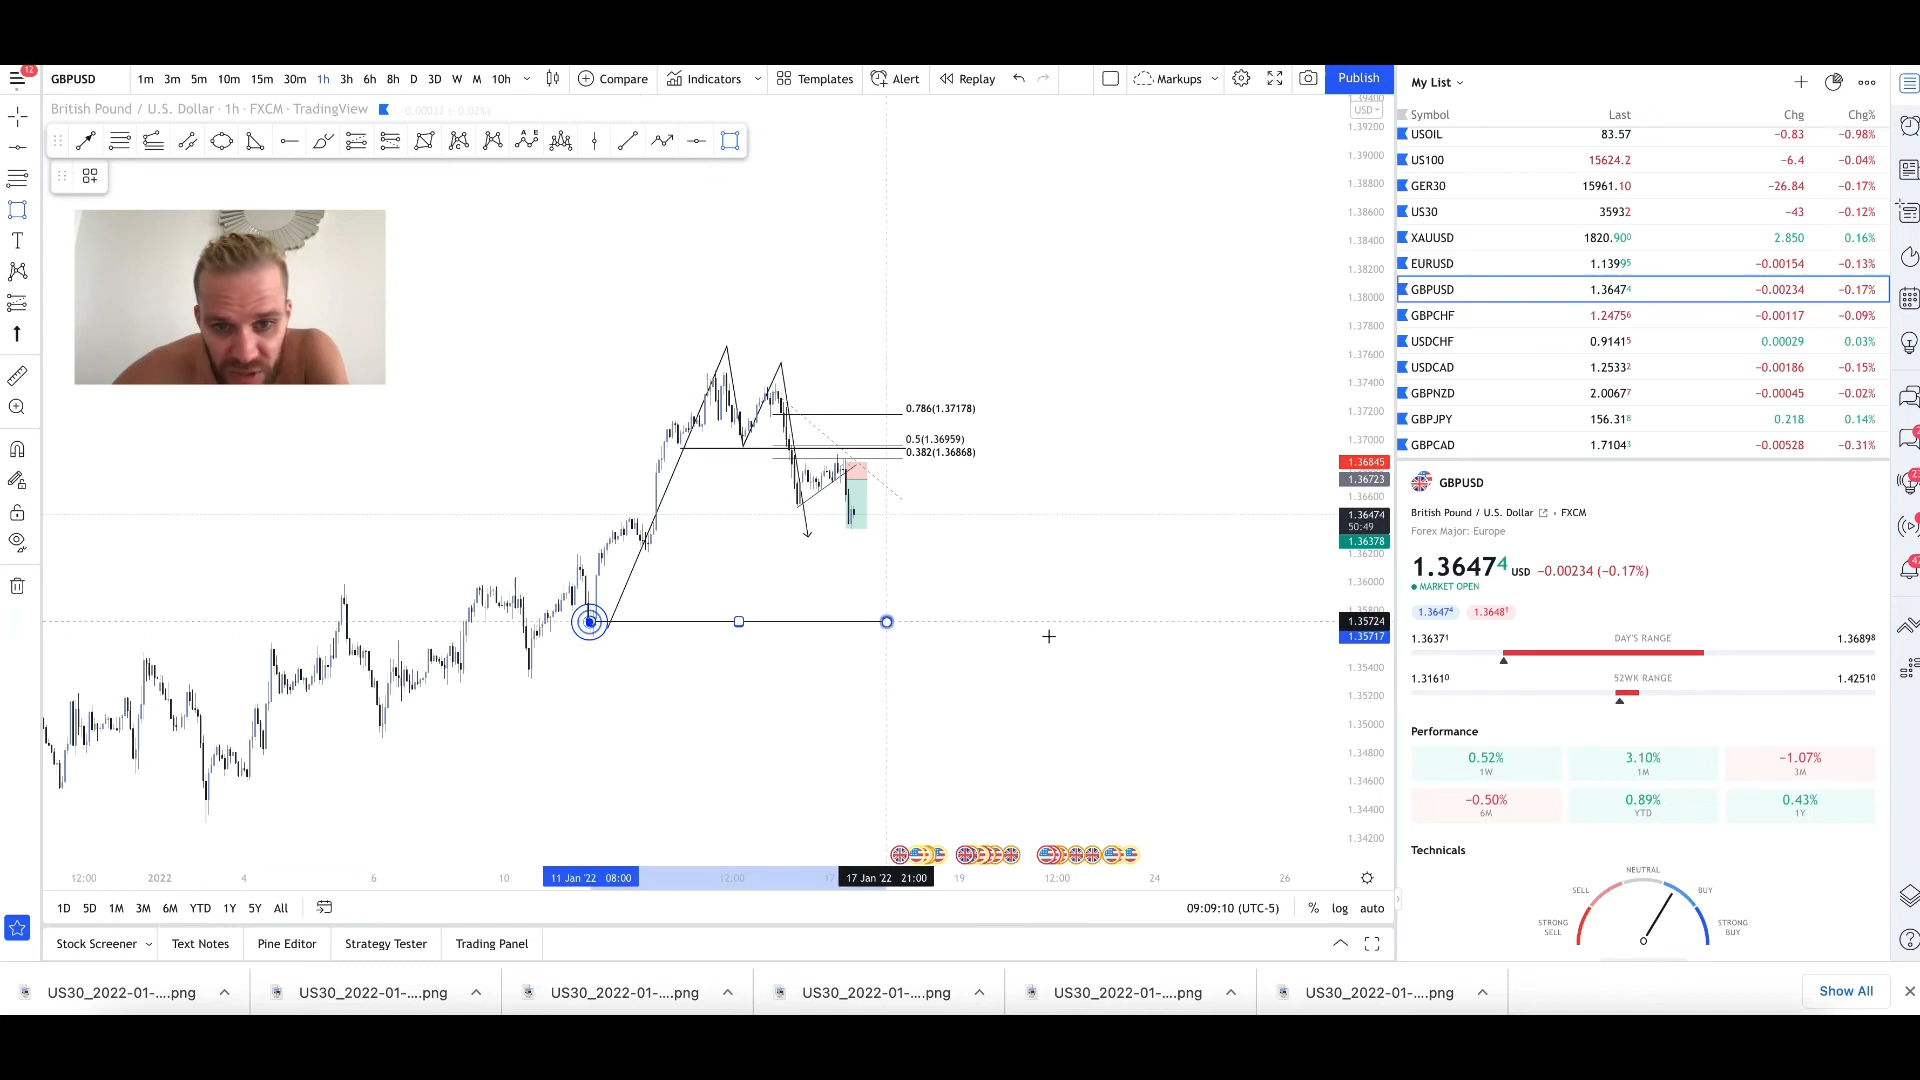 12
GBPUSD
1m 3m 5m 10m 15m 30m 1h 3h 6h 8h D 3D W M 10h
Compare
Indicators
Templates
Alert
Replay
Markups
Publish
British Pound / U.S. Dollar · 1h · FXCM · TradingView
-0.00027 (-0.02%)
USD
1.39200
1.39000
1.38800
1.38600
1.38400
1.38200
1.38000
1.37800
1.37600
1.37400
1.37200
1.37000
0.786(1.37178)
0.5(1.36959)
0.382(1.36868)
1.36845
1.36723
1.36600
1.36474
50:49
1.36378
1.36200
1.36000
1.35800
1.35724
1.35717
1.35400
1.35200
1.35000
1.34800
1.34600
1.34400
1.34200
12:00 2022 4 6 8 10 11 Jan '22 08:00 12:00 17 17 Jan '22 21:00 19 12:00 24 26
1D 5D 1M 3M 6M YTD 1Y 5Y All
09:09:10 (UTC-5) % log auto
Stock Screener Text Notes Pine Editor Strategy Tester Trading Panel
My List
Symbol Last Chg Chg%
USOIL 83.57 −0.83 −0.98%
US100 15624.2 −6.4 −0.04%
GER30 15961.10 −26.84 −0.17%
US30 35932 −43 −0.12%
XAUUSD 1820.900 2.850 0.16%
EURUSD 1.13995 −0.00154 −0.13%
GBPUSD 1.36474 −0.00234 −0.17%
GBPCHF 1.24756 −0.00117 −0.09%
USDCHF 0.91415 0.00029 0.03%
USDCAD 1.25332 −0.00186 −0.15%
GBPNZD 2.00677 −0.00045 −0.02%
GBPJPY 156.318 0.218 0.14%
GBPCAD 1.71043 −0.00528 −0.31%
GBPUSD
British Pound / U.S. Dollar · FXCM
Forex Major: Europe
1.36474 USD −0.00234 (−0.17%)
MARKET OPEN
1.36474 1.36481
1.36371 DAY'S RANGE 1.36898
1.31610 52WK RANGE 1.42510
Performance
0.52%
1W
3.10%
1M
−1.07%
3M
−0.50%
6M
0.89%
YTD
0.43%
1Y
Technicals
NEUTRAL
SELL
BUY
STRONG
SELL
STRONG
BUY
US30_2022-01-....png
US30_2022-01-....png
US30_2022-01-....png
US30_2022-01-....png
US30_2022-01-....png
US30_2022-01-....png
Show All